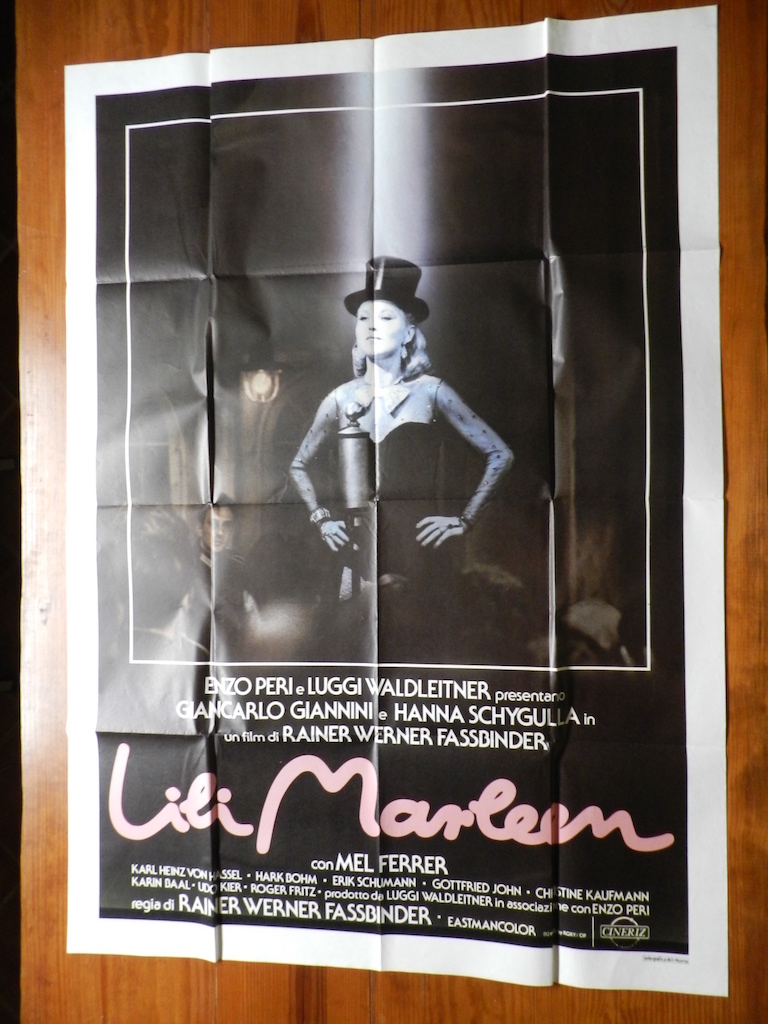 ENZO PERI e LUGGI WALDLEITNER presentano
GIANCARLO GIANNINI e HANNA SCHYGULLA in
un film di RAINER WERNER FASSBINDER
Lili Marleen
con MEL FERRER
KARL HEINZ VON HASSEL • HARK BOHM • ERIK SCHUMANN • GOTTFRIED JOHN • CHRISTINE KAUFMANN
KARIN BAAL • UDO KIER • ROGER FRITZ • prodotto da LUGGI WALDLEITNER in associazione con ENZO PERI
regia di RAINER WERNER FASSBINDER • EASTMANCOLOR
CINERIZ